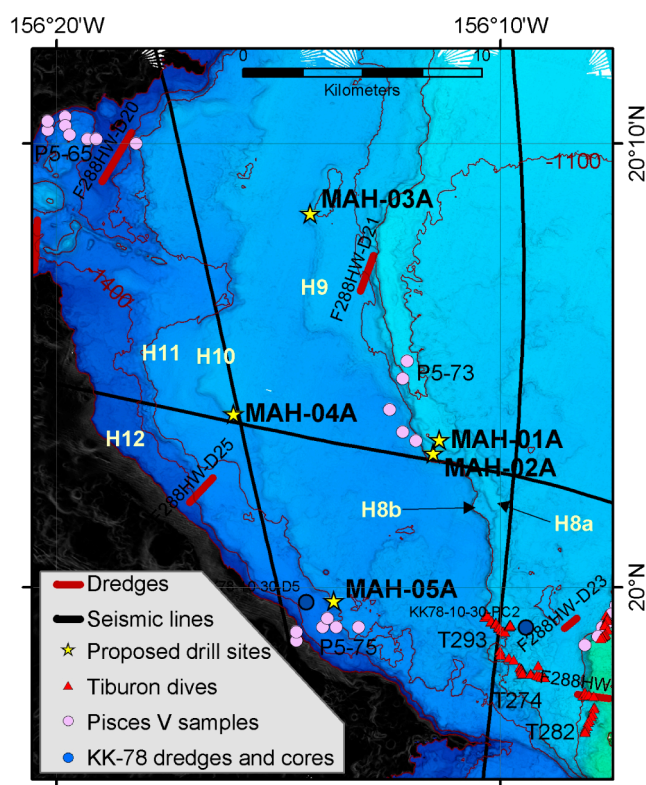 156°20'W
156°10'W
0
10
Kilometers
20°10'N
P5-65
F288HW-D20
-1100
MAH-03A
F288HW-D21
-1400
H9
H11
H10
P5-73
MAH-04A
H12
MAH-01A
MAH-02A
F288HW-D25
H8b
H8a
20°N
MAH-05A
KK78-10-30-PC2
F288HW-D23
T293
P5-75
F288HW
T274
T282
Dredges
Seismic lines
Proposed drill sites
Tiburon dives
Pisces V samples
KK-78 dredges and cores